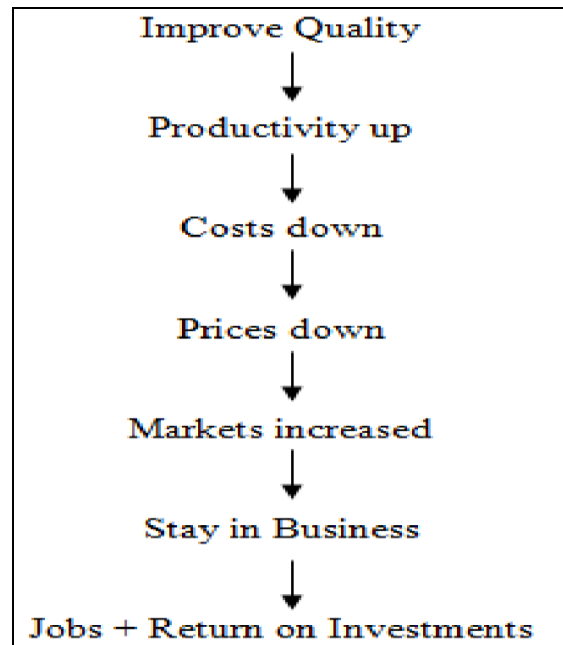 Improve Quality
Productivity up
Costs down
Prices down
Markets increased
Stay in Business
Jobs + Return on Investments